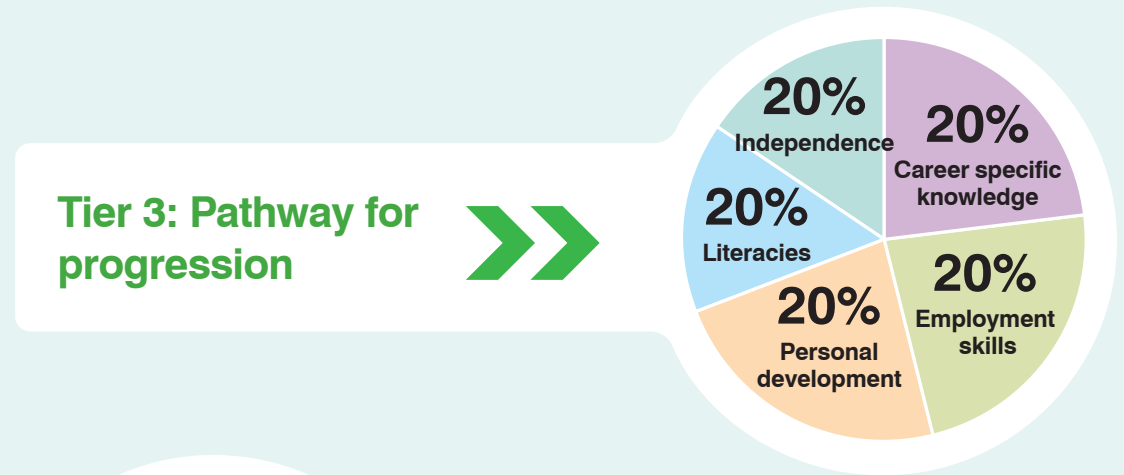 Tier 3: Pathway for
progression
20%
Independence
20%
Career specific
knowledge
20%
Literacies
20%
Employment
skills
20%
Personal
development